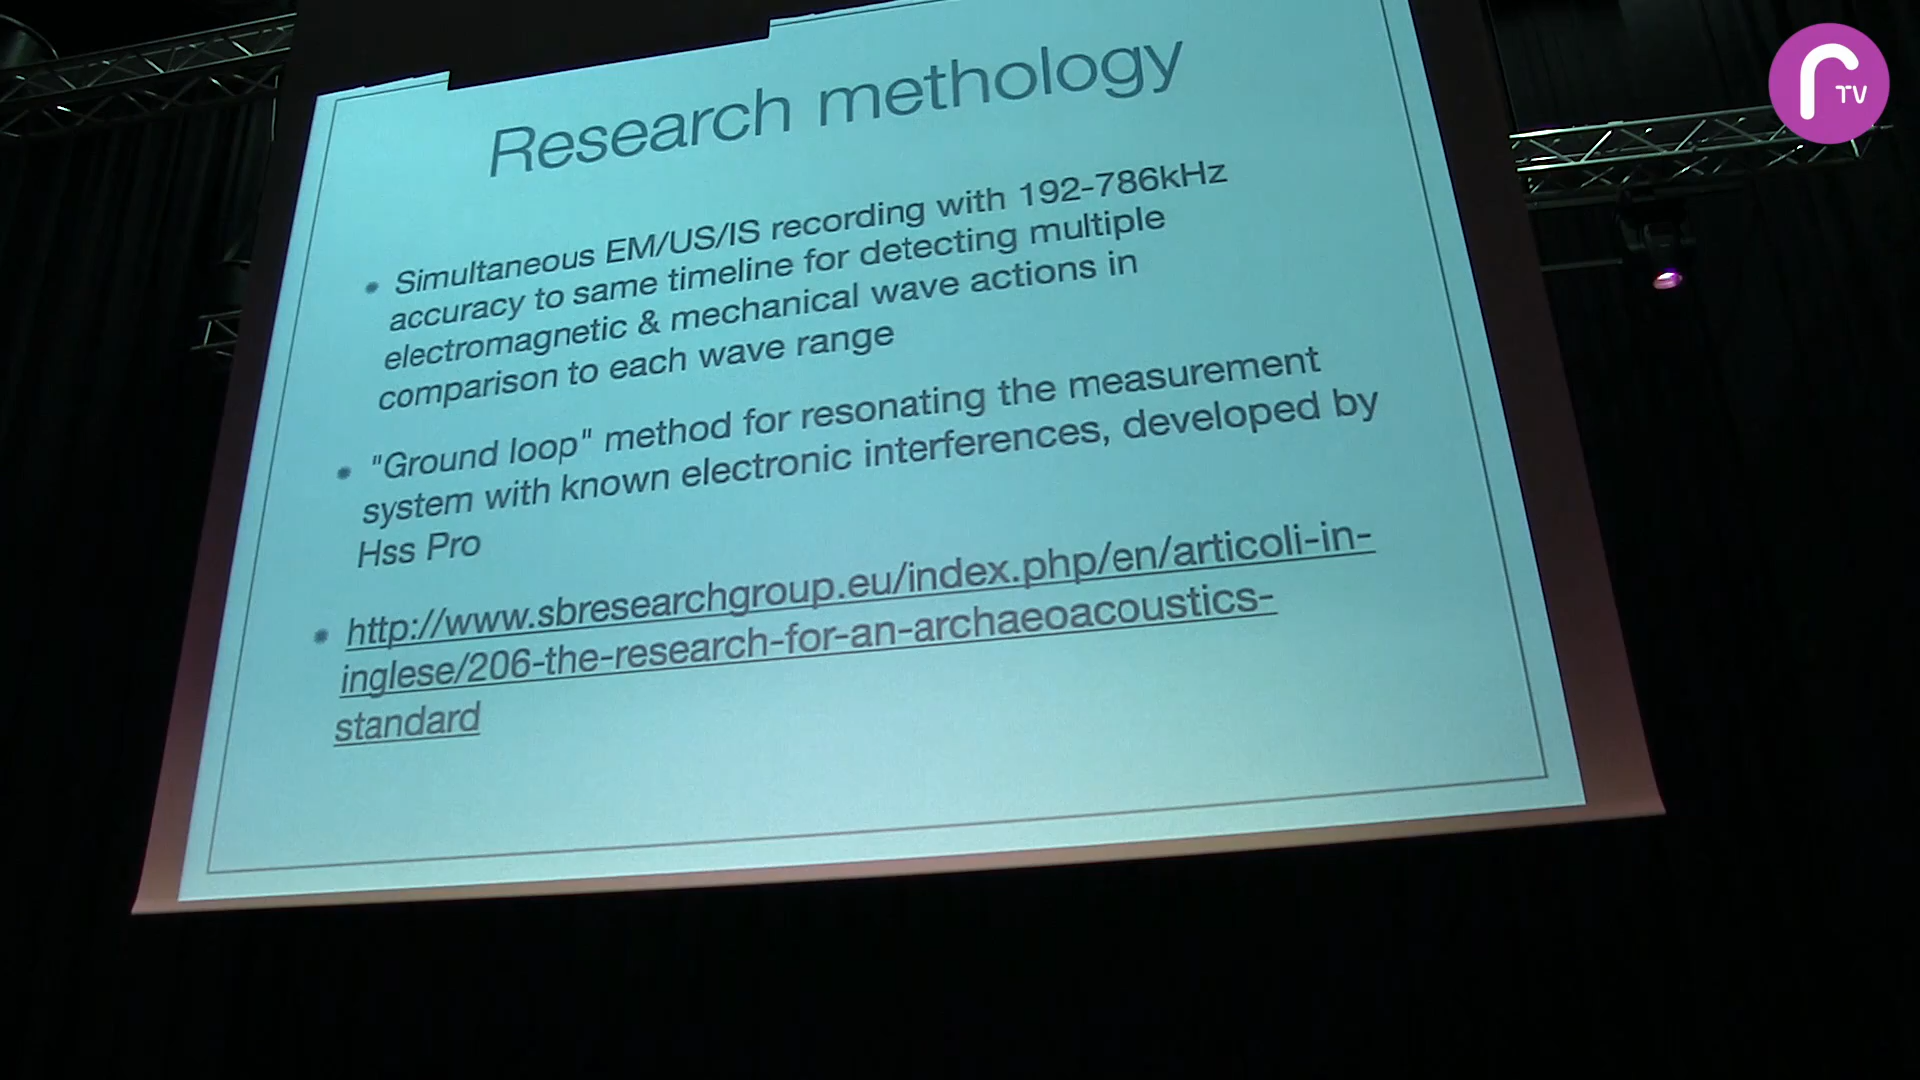 Research methology
Simultaneous EM/US/IS recording with 192-786kHz
accuracy to same timeline for detecting multiple
electromagnetic & mechanical wave actions in
comparison to each wave range
"Ground loop" method for resonating the measurement
system with known electronic interferences, developed by
Hss Pro
http://www.sbresearchgroup.eu/index.php/en/articoli-in-
inglese/206-the-research-for-an-archaeoacoustics-
standard
r TV